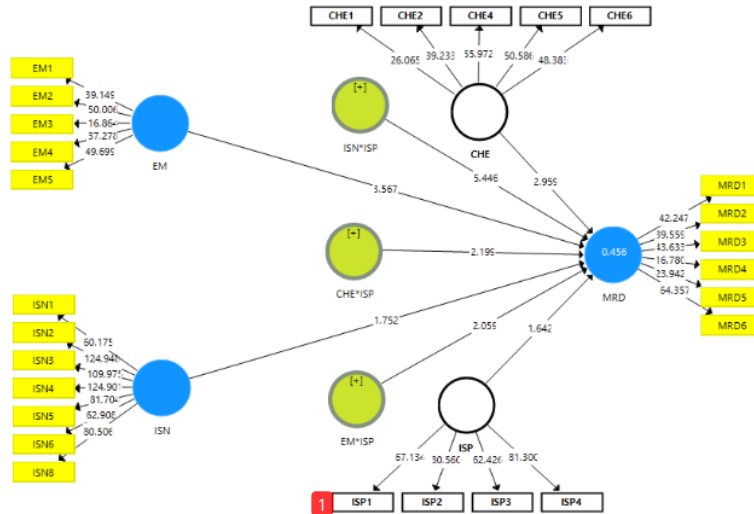 CHE1 CHE2 CHE4 CHE5 CHE6
26.065 39.233 55.972 50.586 48.383
EM1
EM2
EM3
EM4
EM5
39.149
50.006
16.864
37.278
49.699
EM
[+]
ISN*ISP
CHE
5.446
2.959
3.567
[+]
CHE*ISP
2.199
0.456
MRD
MRD1
MRD2
MRD3
MRD4
MRD5
MRD6
42.247
39.559
43.633
16.780
23.942
64.357
ISN1
ISN2
ISN3
ISN4
ISN5
ISN6
ISN8
60.175
109.975
124.901
81.704
62.908
80.506
ISN
1.752
2.059
1.642
[+]
EM*ISP
ISP
67.134 80.560 62.426 81.300
1
ISP1 ISP2 ISP3 ISP4